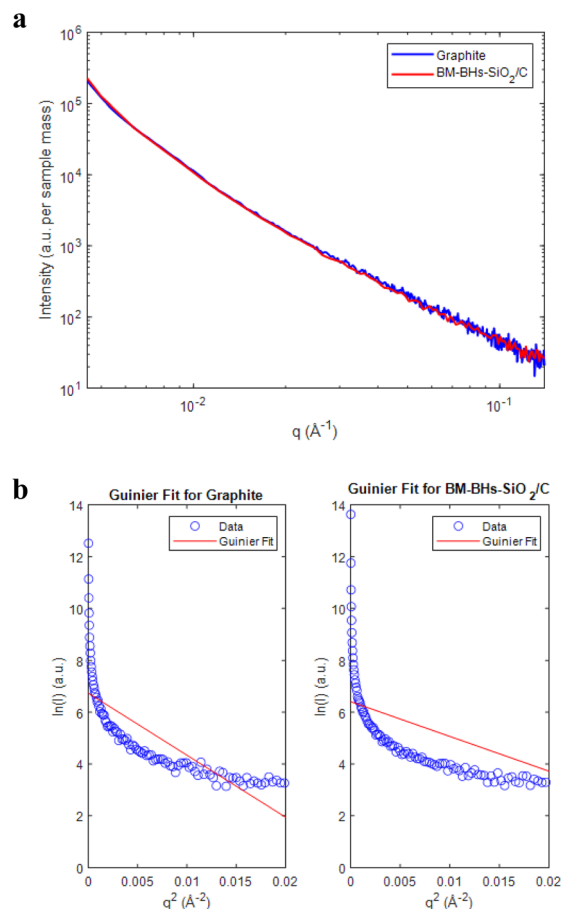 a
10^6
10^5
10^4
10^3
10^2
10^1
Intensity (a.u. per sample mass)
Graphite
BM-BHs-SiO_2/C
10^-2
10^-1
q (Å^-1)
b
Guinier Fit for Graphite
14
12
10
8
6
4
2
0
ln(I) (a.u.)
Data
Guinier Fit
0 0.005 0.01 0.015 0.02
q^2 (Å^-2)
Guinier Fit for BM-BHs-SiO_2/C
14
12
10
8
6
4
2
0
ln(I) (a.u.)
Data
Guinier Fit
0 0.005 0.01 0.015 0.02
q^2 (Å^-2)